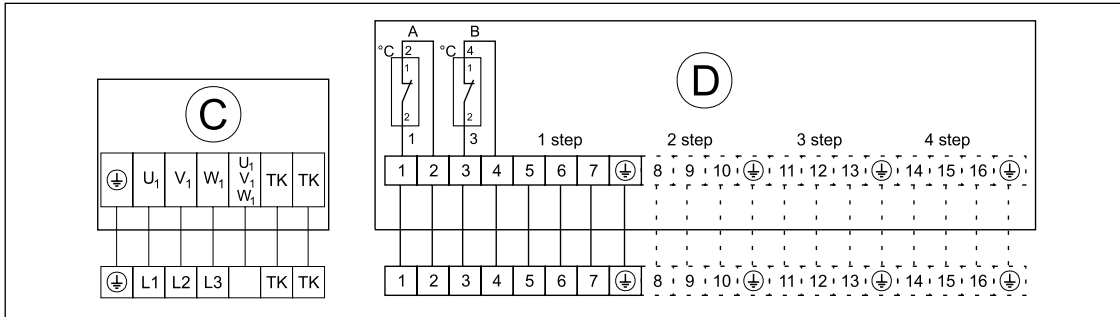 A B
°C 2 °C 4
1 1
2 2
1 3
C
D
1 step 2 step 3 step 4 step
U1 V1 W1 U1 V1 W1 TK TK
1 2 3 4 5 6 7 8 9 10 11 12 13 14 15 16
L1 L2 L3 TK TK
1 2 3 4 5 6 7 8 9 10 11 12 13 14 15 16